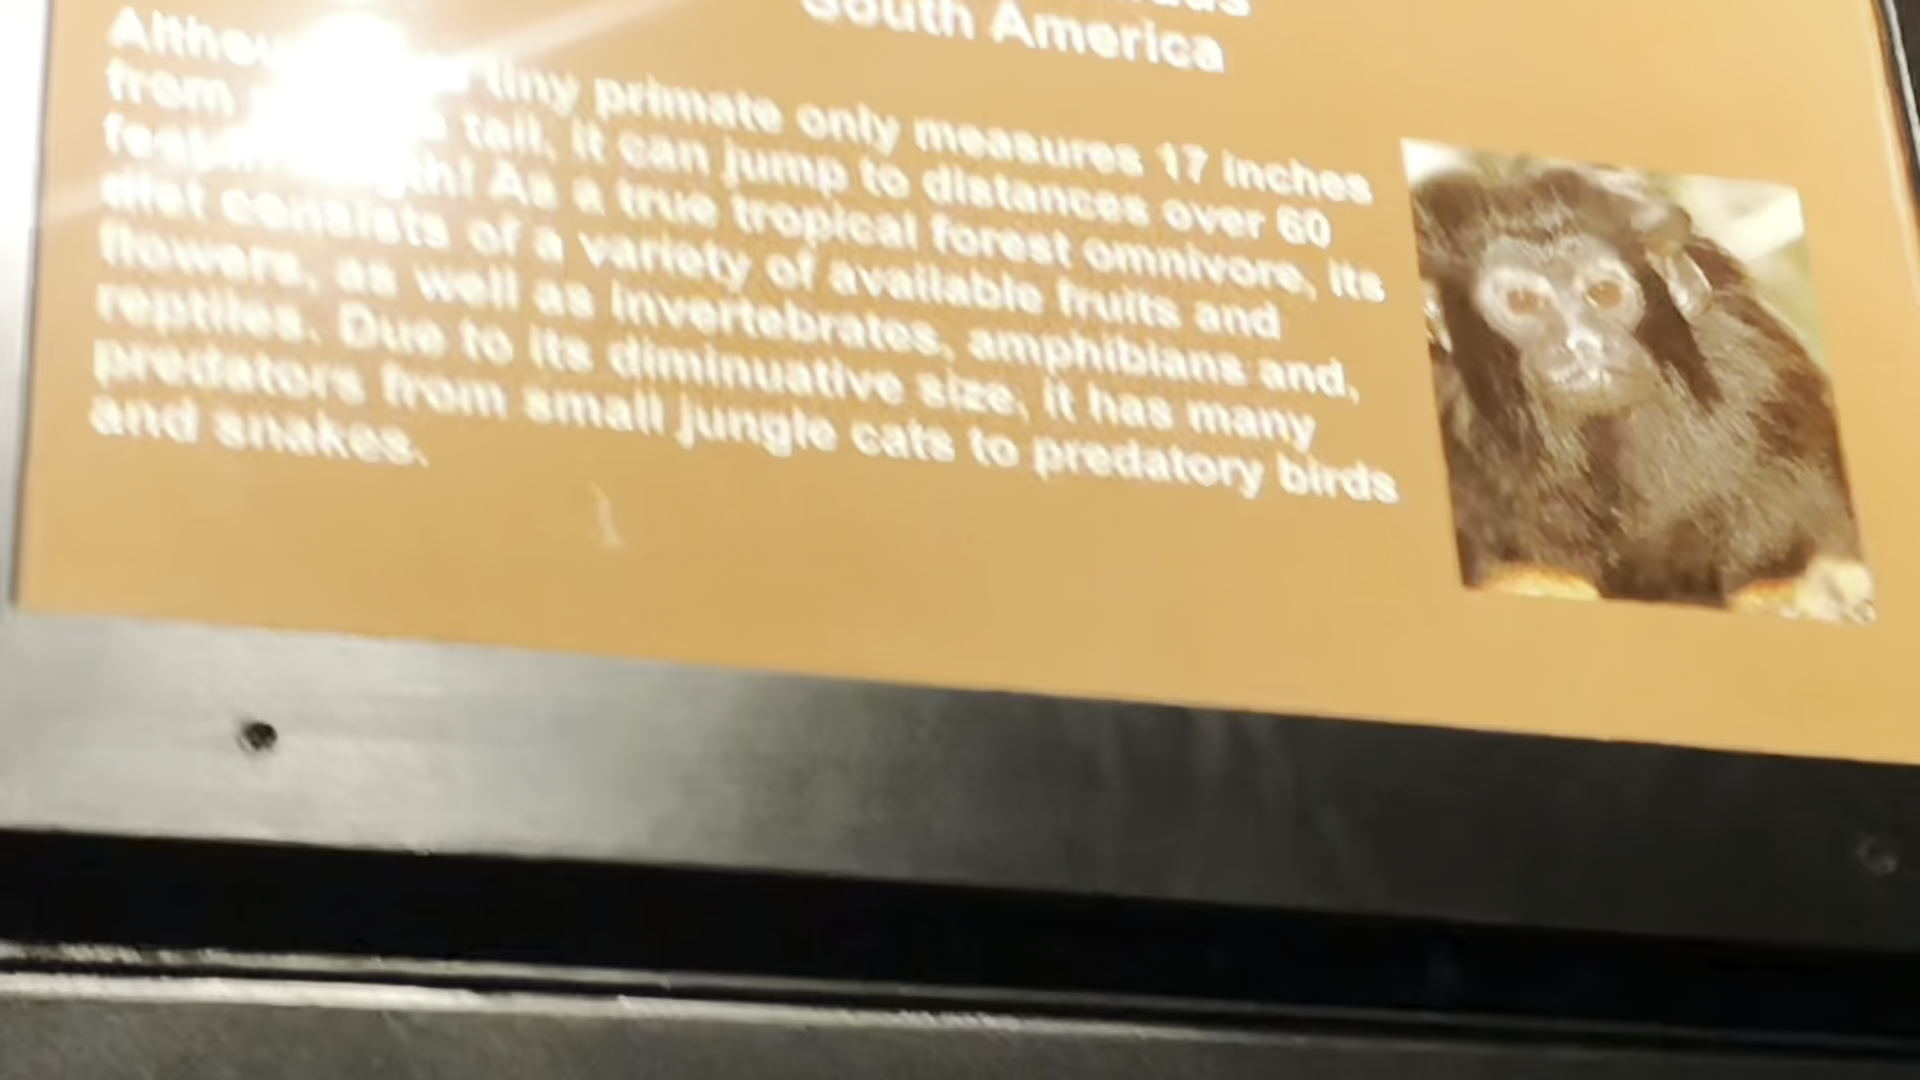 South America
tiny primate only measures 17 inches
from tail, it can jump to distances over 60
feet As a true tropical forest omnivore, its
diet consists of a variety of available fruits and
flowers, as well as invertebrates, amphibians and,
reptiles. Due to its diminuative size, it has many
predators from small jungle cats to predatory birds
and snakes.